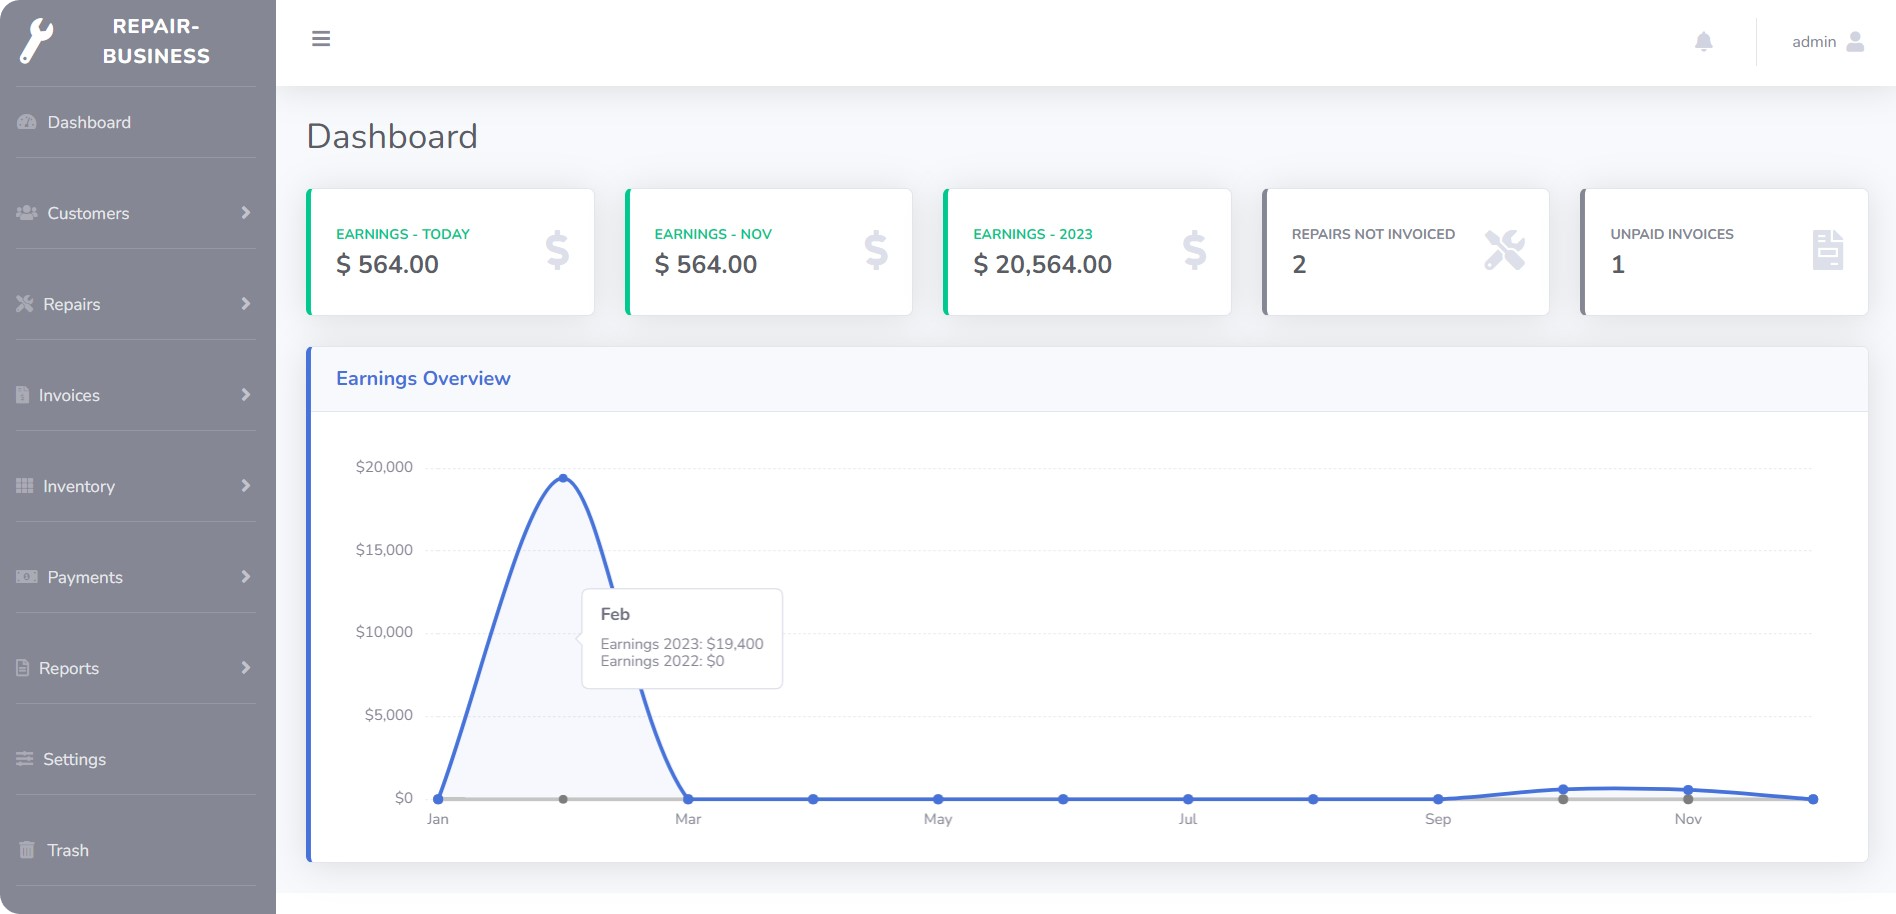 REPAIR-
BUSINESS
Dashboard
Customers
Repairs
Invoices
Inventory
Payments
Reports
Settings
Trash
admin
Dashboard
EARNINGS - TODAY
$ 564.00
EARNINGS - NOV
$ 564.00
EARNINGS - 2023
$ 20,564.00
REPAIRS NOT INVOICED
2
UNPAID INVOICES
1
Earnings Overview
$20,000
$15,000
$10,000
$5,000
$0
Feb
Earnings 2023: $19,400
Earnings 2022: $0
Jan Mar May Jul Sep Nov